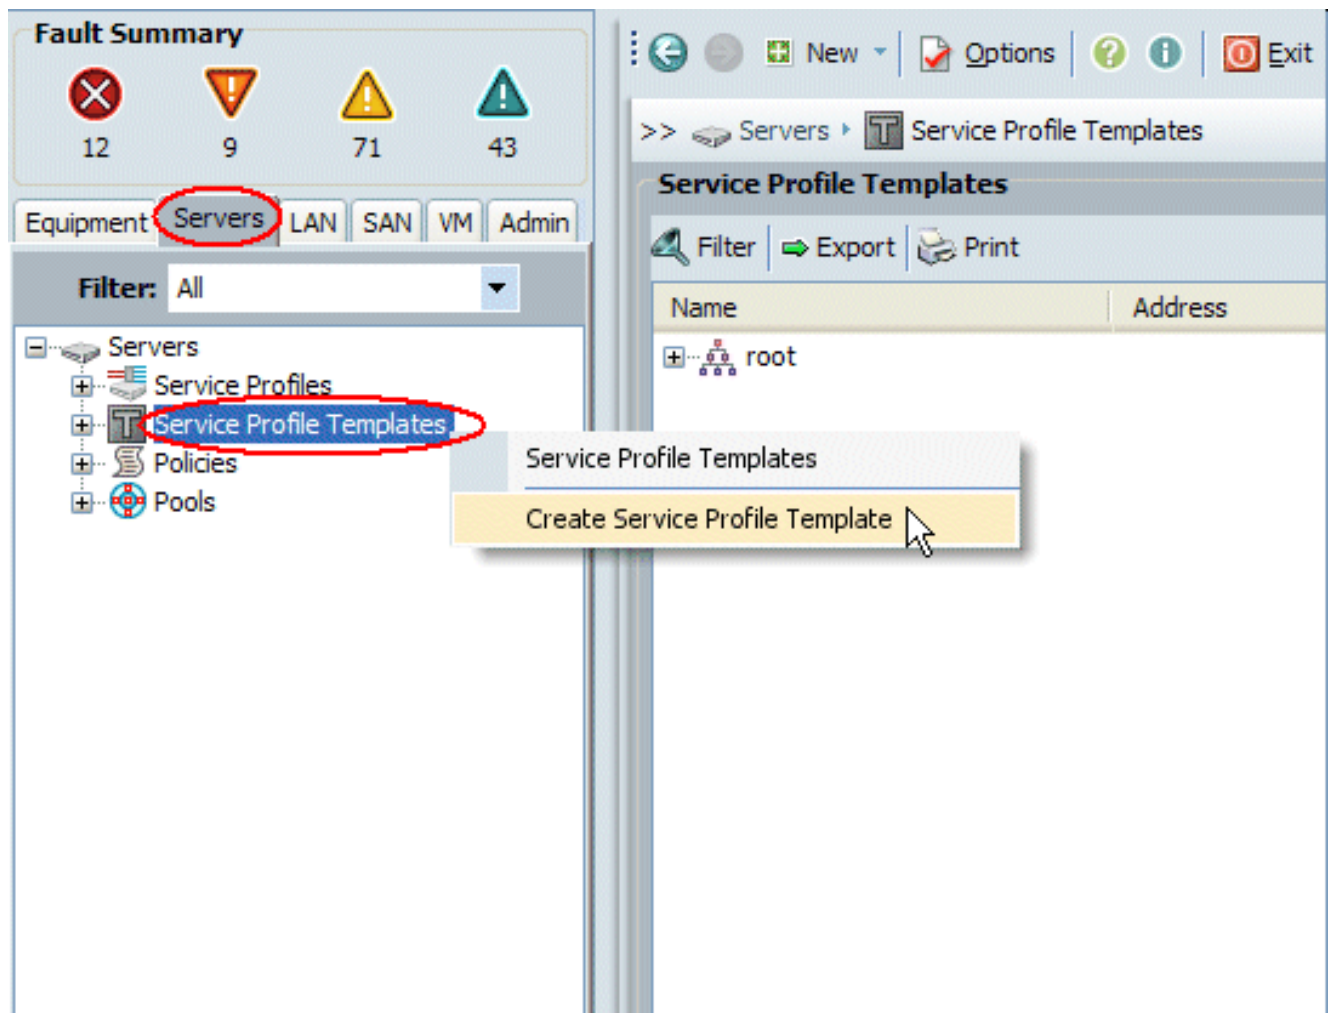 Fault Summary
12 9 71 43
Equipment Servers LAN SAN VM Admin
Filter: All
Servers
Service Profiles
Service Profile Templates
Policies
Pools
New Options ? i Exit
>> Servers Service Profile Templates
Service Profile Templates
Filter Export Print
Name Address
root
Service Profile Templates
Create Service Profile Template